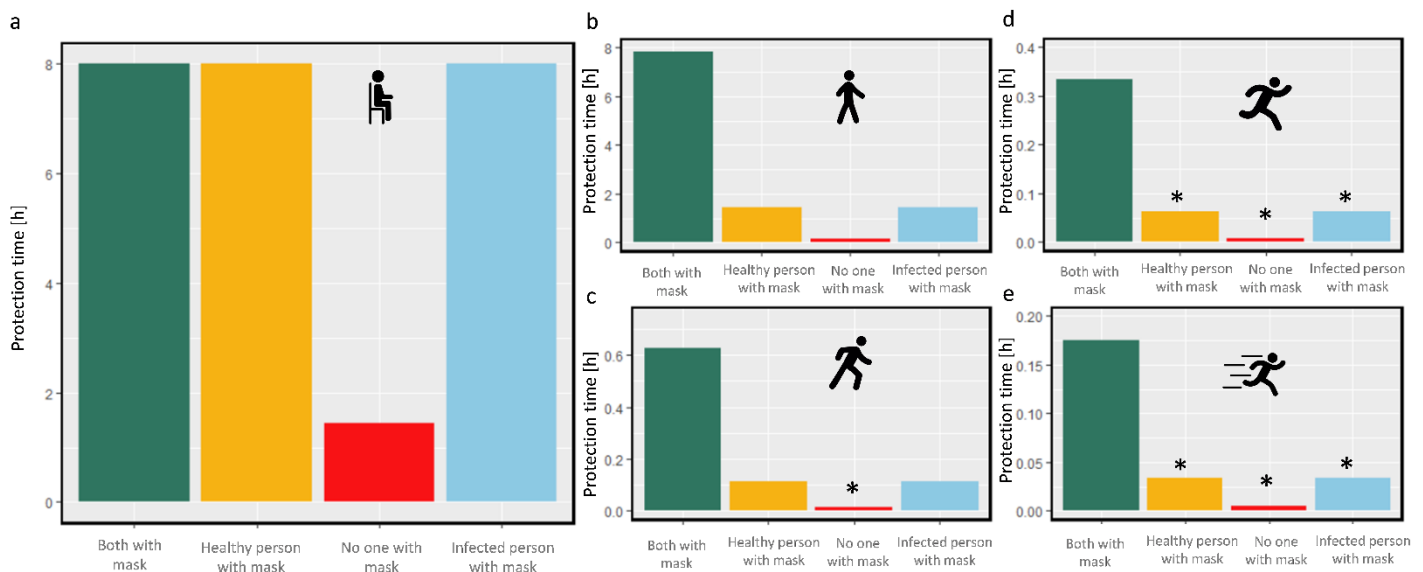 a
Protection time [h]
8
6
4
2
0
Both with
mask
Healthy person
with mask
No one with
mask
Infected person
with mask
b
Protection time [h]
8
6
4
2
0
Both with
mask
Healthy person
with mask
No one
with mask
Infected person
with mask
c
Protection time [h]
0.6
0.4
0.2
0.0
*
Both with
mask
Healthy person
with mask
No one
with mask
Infected person
with mask
d
Protection time [h]
0.4
0.3
0.2
0.1
0.0
* * *
Both with
mask
Healthy person
with mask
No one
with mask
Infected person
with mask
e
Protection time [h]
0.20
0.15
0.10
0.05
0.00
* * *
Both with
mask
Healthy person
with mask
No one
with mask
Infected person
with mask